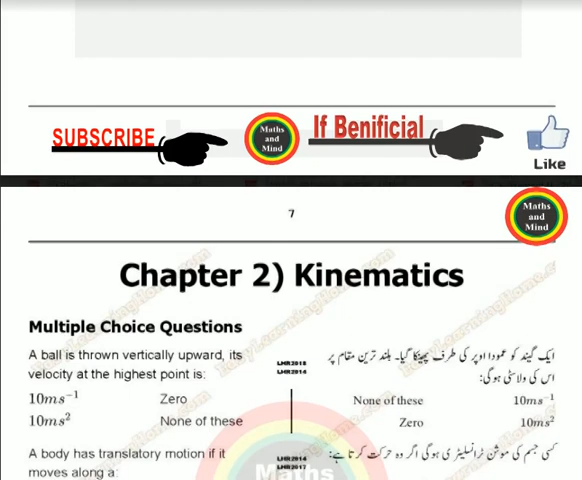 SUBSCRIBE
Maths
and
Mind
If Benificial
Like
7
Maths
and
Mind
Chapter 2) Kinematics
Multiple Choice Questions
A ball is thrown vertically upward, its
velocity at the highest point is:
LHR2018
LHR2016
ایک گیند کو عمودا اوپر کی طرف پھینکا گیا۔ بلند ترین مقام پر
اس کی ولاسٹی ہوگی:
10ms⁻¹ Zero
None of these 10ms⁻¹
10ms² None of these
Zero 10ms²
A body has translatory motion if it
moves along a:
LHR2014
LHR2017
کسی جسم کی موشن ٹرانسلیٹری ہوگی اگر وہ حرکت کرتا ہے:
Maths